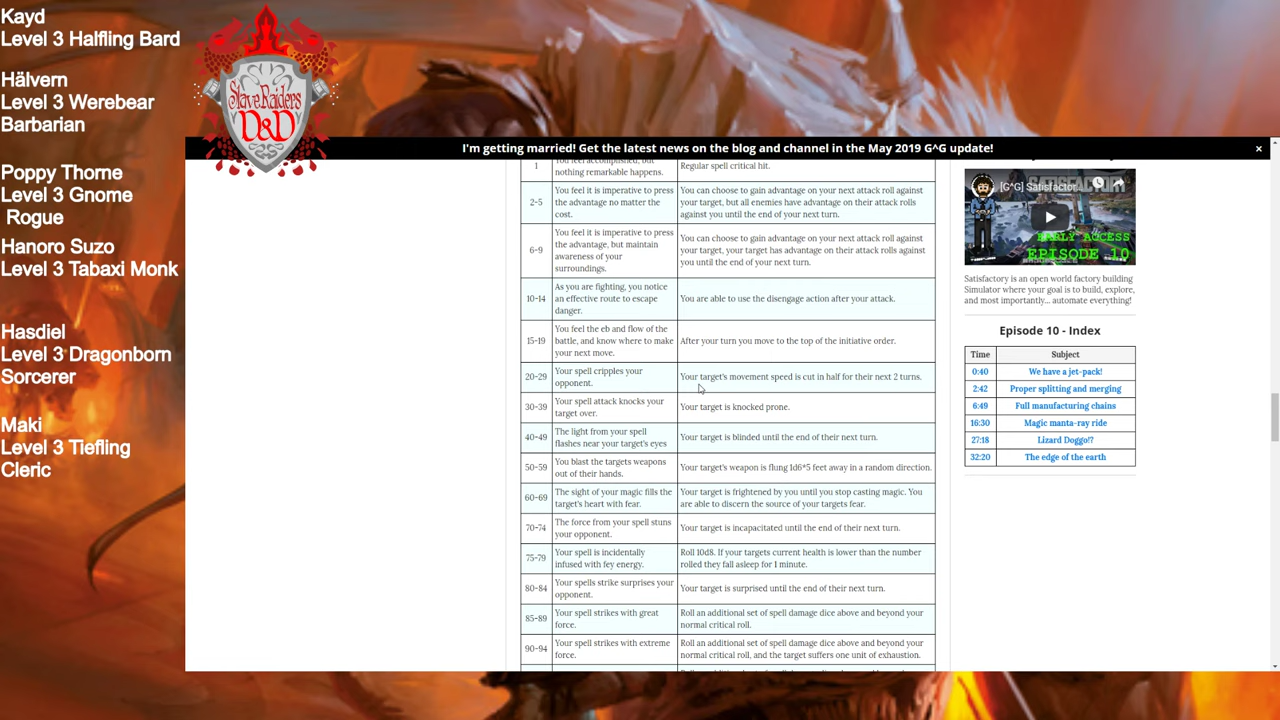 Kayd
Level 3 Halfling Bard
Hälvern
Level 3 Werebear
Barbarian
Poppy Thorne
Level 3 Gnome
Rogue
Hanoro Suzo
Level 3 Tabaxi Monk
Hasdiel
Level 3 Dragonborn
Sorcerer
Maki
Level 3 Tiefling
Cleric
Slave Raiders
D&D
I'm getting married! Get the latest news on the blog and channel in the May 2019 G^G update!
×
1
You feel accomplished, but
nothing remarkable happens.
Regular spell critical hit.
2-5
You feel it is imperative to press
the advantage no matter the
cost.
You can choose to gain advantage on your next attack roll against
your target, but all enemies have advantage on their attack rolls
against you until the end of your next turn.
6-9
You feel it is imperative to press
the advantage, but maintain
awareness of your
surroundings.
You can choose to gain advantage on your next attack roll against
your target, your target has advantage on their attack rolls against
you until the end of your next turn.
10-14
As you are fighting, you notice
an effective route to escape
danger.
You are able to use the disengage action after your attack.
15-19
You feel the eb and flow of the
battle, and know where to make
your next move.
After your turn you move to the top of the initiative order.
20-29
Your spell cripples your
opponent.
Your target's movement speed is cut in half for their next 2 turns.
30-39
Your spell attack knocks your
target over.
Your target is knocked prone.
40-49
The light from your spell
flashes near your target's eyes
Your target is blinded until the end of their next turn.
50-59
You blast the targets weapons
out of their hands.
Your target's weapon is flung 1d6*5 feet away in a random direction.
60-69
The sight of your magic fills the
target's heart with fear.
Your target is frightened by you until you stop casting magic. You
are able to discern the source of your targets fear.
70-74
The force from your spell stuns
your opponent.
Your target is incapacitated until the end of their next turn.
75-79
Your spell is incidentally
infused with fey energy.
Roll 10d8. If your targets current health is lower than the number
rolled they fall asleep for 1 minute.
80-84
Your spells strike surprises your
opponent.
Your target is surprised until the end of their next turn.
85-89
Your spell strikes with great
force.
Roll an additional set of spell damage dice above and beyond your
normal critical roll.
90-94
Your spell strikes with extreme
force.
Roll an additional set of spell damage dice above and beyond your
normal critical roll, and the target suffers one unit of exhaustion.
[G^G] Satisfactor
SATISFACTORY
EARLY ACCESS
EPISODE 10
Satisfactory is an open world factory building
Simulator where your goal is to build, explore,
and most importantly... automate everything!
Episode 10 - Index
Time
Subject
0:40
We have a jet-pack!
2:42
Proper splitting and merging
6:49
Full manufacturing chains
16:30
Magic manta-ray ride
27:18
Lizard Doggo!?
32:20
The edge of the earth